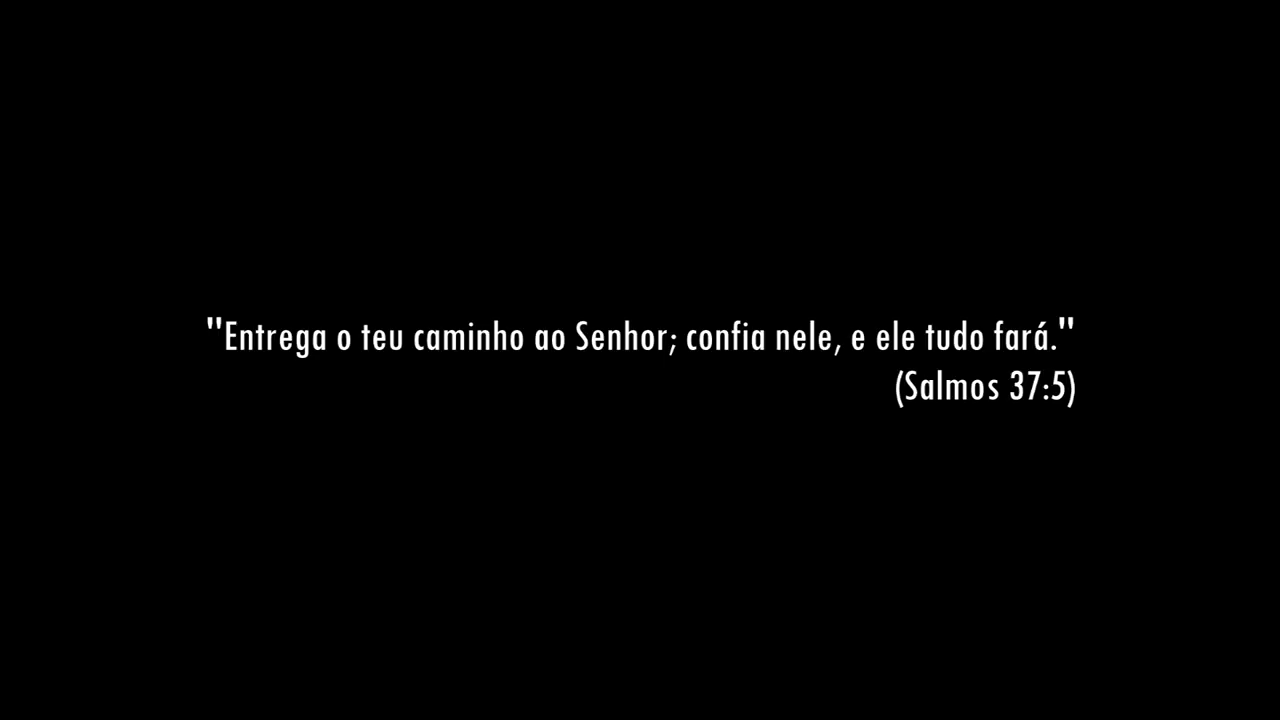 "Entrega o teu caminho ao Senhor; confia nele, e ele tudo fará."
(Salmos 37:5)